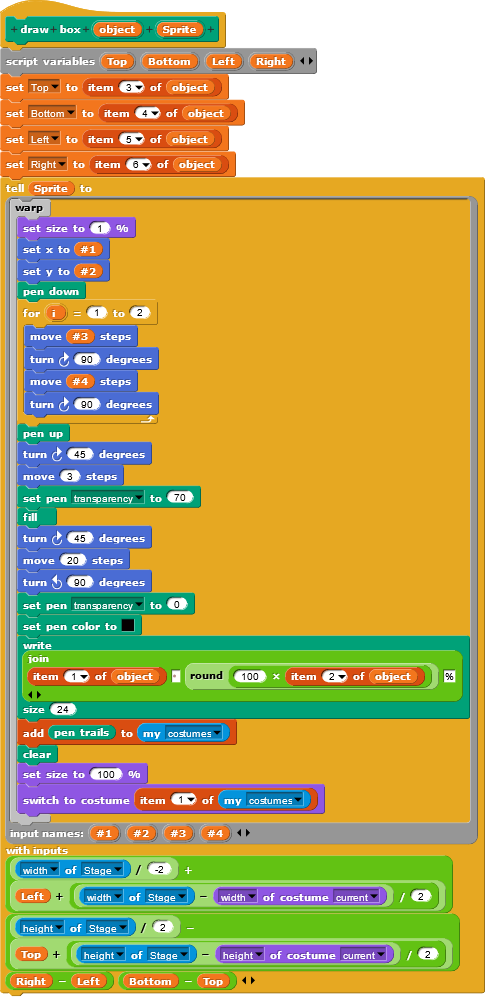 + draw + box + object + Sprite +
script variables Top Bottom Left Right
set Top to item 3 of object
set Bottom to item 4 of object
set Left to item 5 of object
set Right to item 6 of object
tell Sprite to
warp
set size to 1 %
set x to #1
set y to #2
pen down
for i = 1 to 2
move #3 steps
turn 90 degrees
move #4 steps
turn 90 degrees
pen up
turn 45 degrees
move 3 steps
set pen transparency to 70
fill
turn 45 degrees
move 20 steps
turn 90 degrees
set pen transparency to 0
set pen color to
write
join
item 1 of object round 100 × item 2 of object %
size 24
add pen trails to my costumes
clear
set size to 100 %
switch to costume item 1 of my costumes
input names: #1 #2 #3 #4
with inputs
width of Stage / -2 +
Left + width of Stage − width of costume current / 2
height of Stage / 2 −
Top + height of Stage − height of costume current / 2
Right − Left Bottom − Top